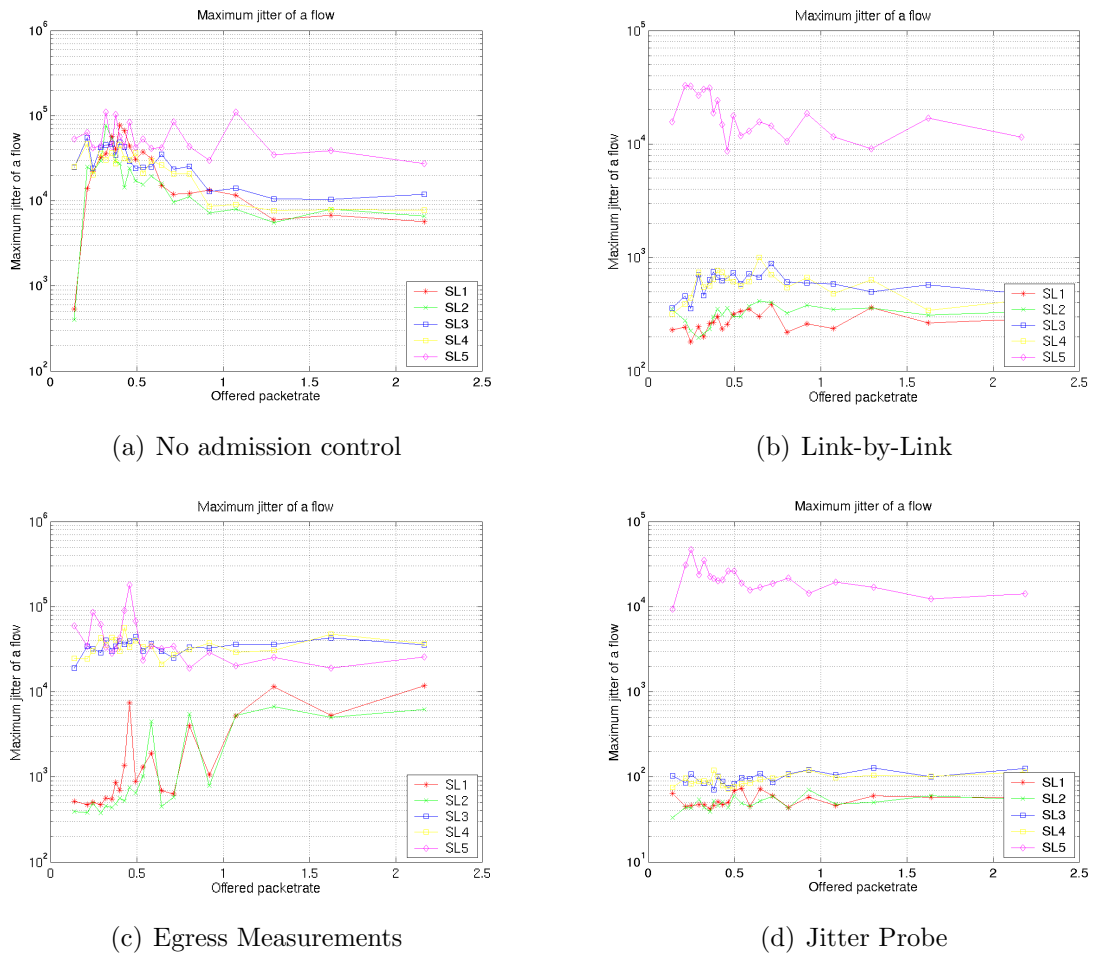 Maximum jitter of a flow
10^6
10^5
10^4
10^3
10^2
Maximum jitter of a flow
0 0.5 1 1.5 2 2.5
Offered packetrate
SL1
SL2
SL3
SL4
SL5
(a) No admission control
Maximum jitter of a flow
10^5
10^4
10^3
10^2
Maximum jitter of a flow
0 0.5 1 1.5 2 2.5
Offered packetrate
SL1
SL2
SL3
SL4
SL5
(b) Link-by-Link
Maximum jitter of a flow
10^6
10^5
10^4
10^3
10^2
Maximum jitter of a flow
0 0.5 1 1.5 2 2.5
Offered packetrate
SL1
SL2
SL3
SL4
SL5
(c) Egress Measurements
Maximum jitter of a flow
10^5
10^4
10^3
10^2
10^1
Maximum jitter of a flow
0 0.5 1 1.5 2 2.5
Offered packetrate
SL1
SL2
SL3
SL4
SL5
(d) Jitter Probe